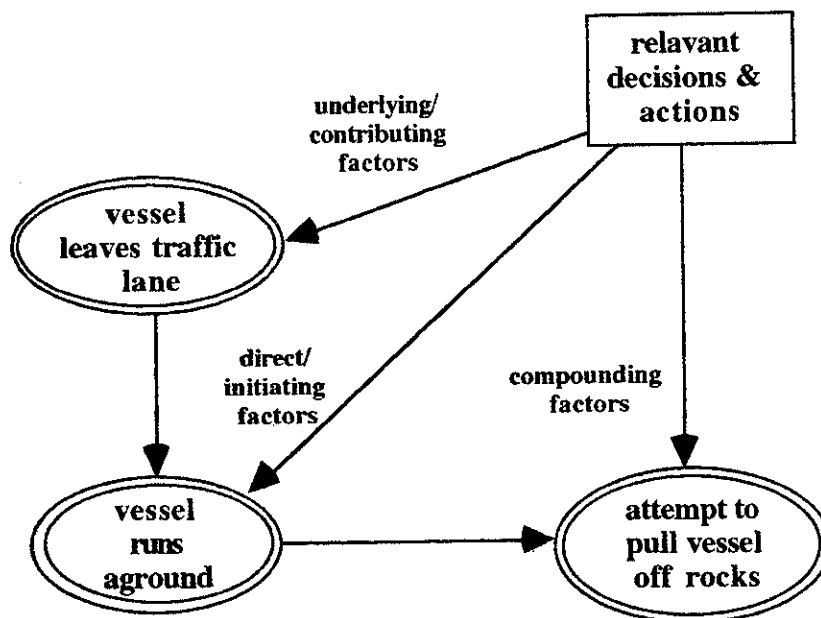 relavant
decisions &
actions
underlying/
contributing
factors
vessel
leaves traffic
lane
direct/
initiating
factors
compounding
factors
vessel
runs
aground
attempt to
pull vessel
off rocks